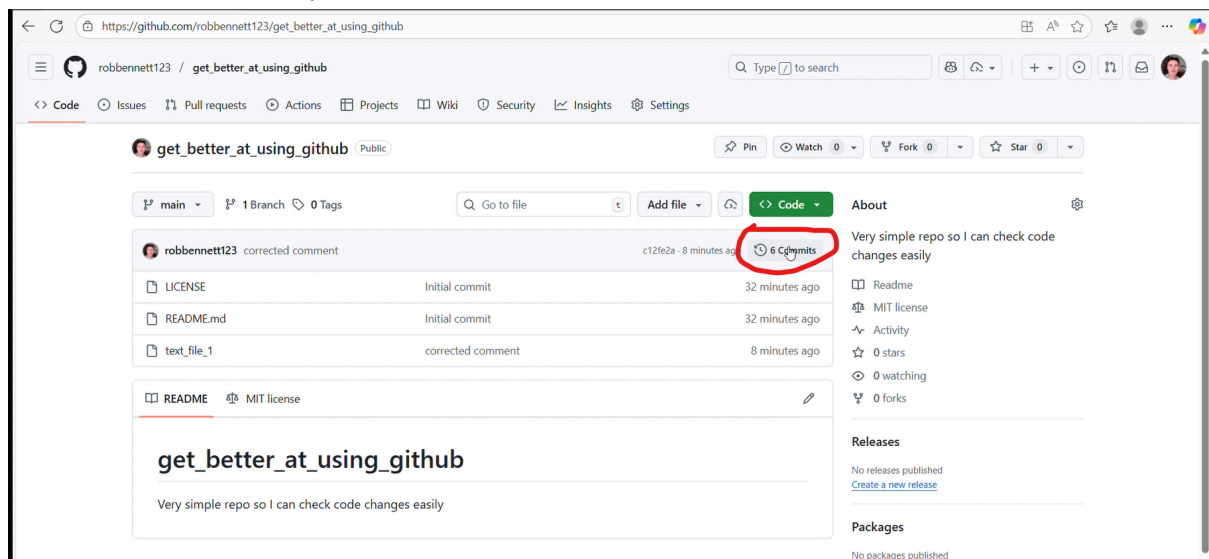 https://github.com/robbennett123/get_better_at_using_github
robbennett123 / get_better_at_using_github
Type / to search
Code Issues Pull requests Actions Projects Wiki Security Insights Settings
get_better_at_using_github Public
Pin Watch 0 Fork 0 Star 0
main 1 Branch 0 Tags Go to file t Add file Code
robbennett123 corrected comment c12fe2a · 8 minutes ago 6 Commits
LICENSE Initial commit 32 minutes ago
README.md Initial commit 32 minutes ago
text_file_1 corrected comment 8 minutes ago
README MIT license
get_better_at_using_github
Very simple repo so I can check code changes easily
About
Very simple repo so I can check code
changes easily
Readme
MIT license
Activity
0 stars
0 watching
0 forks
Releases
No releases published
Create a new release
Packages
No packages published